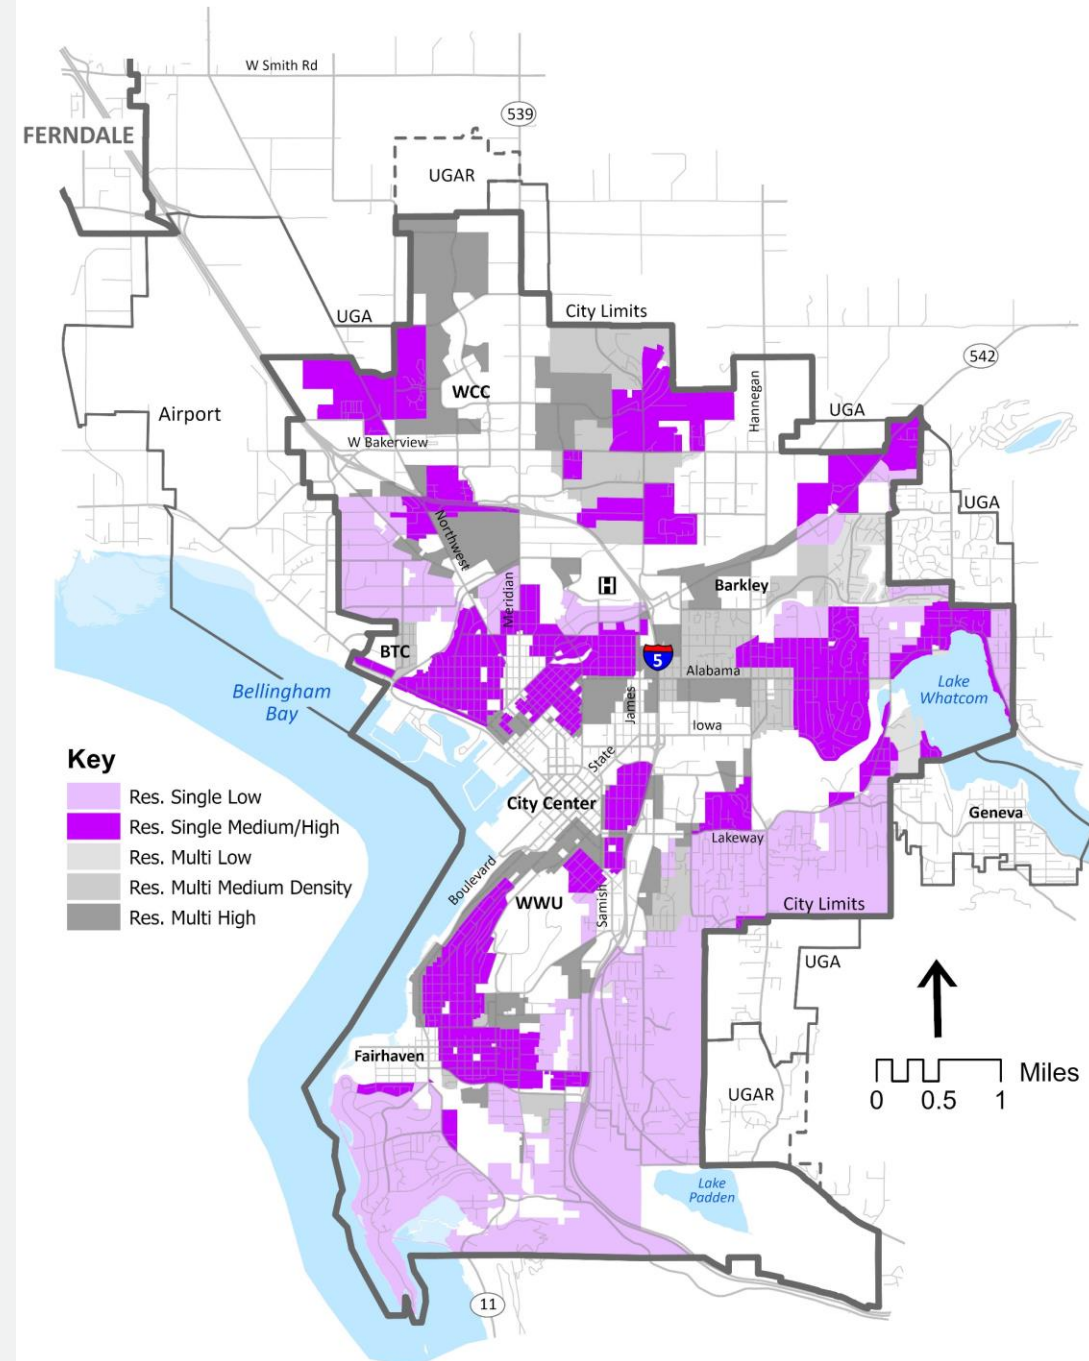 W Smith Rd
539
FERNDALE
UGAR
UGA
City Limits
542
WCC
Hannegan
UGA
Airport
W Bakerview
UGA
Northwest
Meridian
H
Barkley
BTC
5
Alabama
Lake
Whatcom
Bellingham
Bay
James
Iowa
State
Key
Res. Single Low
Res. Single Medium/High
Res. Multi Low
Res. Multi Medium Density
Res. Multi High
City Center
Geneva
Lakeway
Boulevard
WWU
Samish
City Limits
UGA
Fairhaven
UGAR
Miles
0 0.5 1
Lake
Padden
11